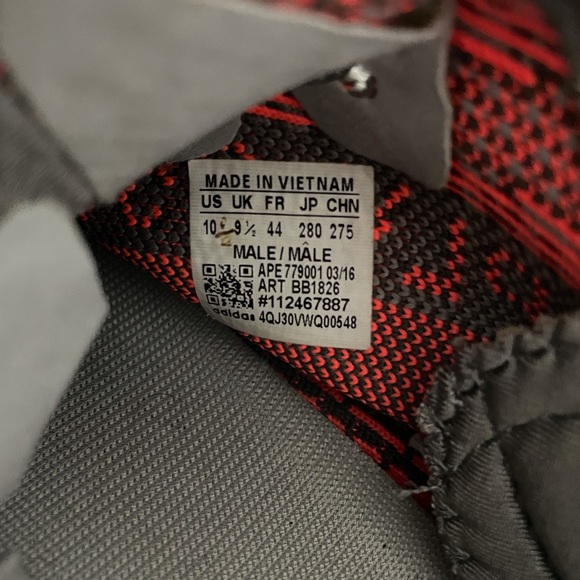 MADE IN VIETNAM
US UK FR JP CHN
10 9½ 44 280 275
MALE/MÂLE
APE 779001 03/16
ART BB1826
#112467887
adidas 4QJ30VWQ00548